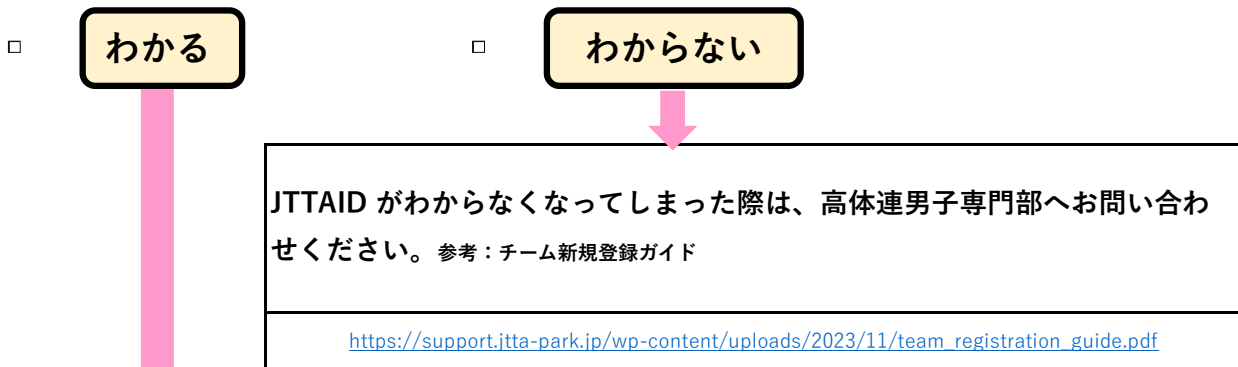 わかる
わからない
JTTAID がわからなくなってしまった際は、高体連男子専門部へお問い合わ
せください。参考：チーム新規登録ガイド
https://support.jtta-park.jp/wp-content/uploads/2023/11/team_registration_guide.pdf